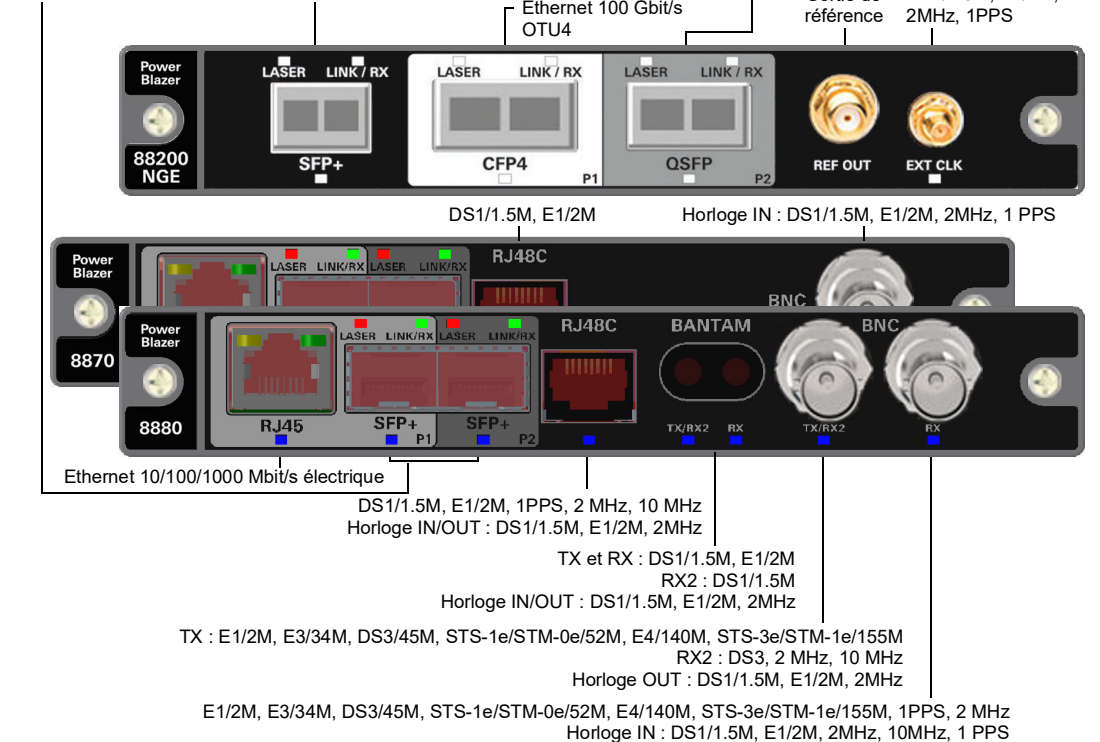 Ethernet 100 Gbit/s
OTU4
référence
2MHz, 1PPS
Power
Blazer
LASER LINK / RX LASER LINK / RX LASER LINK / RX
88200
NGE
SFP+ CFP4 P1 QSFP P2 REF OUT EXT CLK
DS1/1.5M, E1/2M
Horloge IN : DS1/1.5M, E1/2M, 2MHz, 1 PPS
Power
Blazer
LASER LINK/RX LASER LINK/RX
RJ48C
BNC
8870
Power
Blazer
LASER LINK/RX LASER LINK/RX
RJ48C BANTAM BNC
8880
RJ45 SFP+ P1 SFP+ P2 TX/RX2 RX TX/RX2 RX
Ethernet 10/100/1000 Mbit/s électrique
DS1/1.5M, E1/2M, 1PPS, 2 MHz, 10 MHz
Horloge IN/OUT : DS1/1.5M, E1/2M, 2MHz
TX et RX : DS1/1.5M, E1/2M
RX2 : DS1/1.5M
Horloge IN/OUT : DS1/1.5M, E1/2M, 2MHz
TX : E1/2M, E3/34M, DS3/45M, STS-1e/STM-0e/52M, E4/140M, STS-3e/STM-1e/155M
RX2 : DS3, 2 MHz, 10 MHz
Horloge OUT : DS1/1.5M, E1/2M, 2MHz
E1/2M, E3/34M, DS3/45M, STS-1e/STM-0e/52M, E4/140M, STS-3e/STM-1e/155M, 1PPS, 2 MHz
Horloge IN : DS1/1.5M, E1/2M, 2MHz, 10MHz, 1 PPS